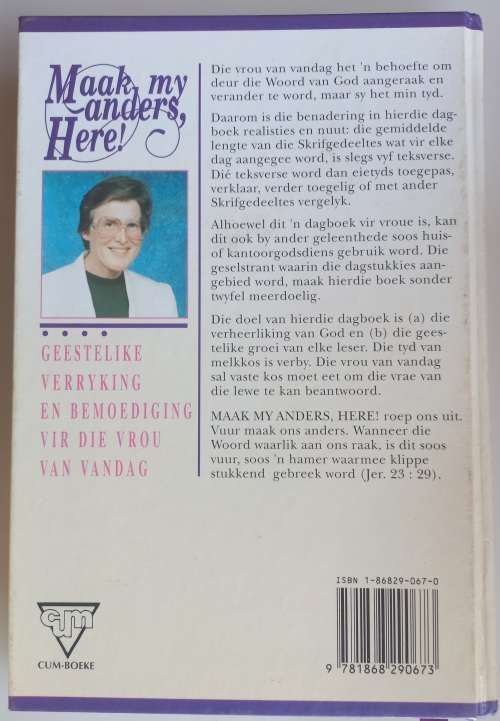 Maak my
anders,
Here!
GEESTELIKE
VERRYKING
EN BEMOEDIGING
VIR DIE VROU
VAN VANDAG
Die vrou van vandag het 'n behoefte om
deur die Woord van God aangeraak en
verander te word, maar sy het min tyd.
Daarom is die benadering in hierdie dag-
boek realisties en nuut: die gemiddelde
lengte van die Skrifgedeeltes wat vir elke
dag aangegee word, is slegs vyf teksverse.
Dié teksverse word dan eietyds toegepas,
verklaar, verder toegelig of met ander
Skrifgedeeltes vergelyk.
Alhoewel dit 'n dagboek vir vroue is, kan
dit ook by ander geleenthede soos huis-
of kantoorgodsdiens gebruik word. Die
geselstrant waarin die dagstukkies aan-
gebied word, maak hierdie boek sonder
twyfel meerdoelig.
Die doel van hierdie dagboek is (a) die
verheerliking van God en (b) die gees-
telike groei van elke leser. Die tyd van
melkkos is verby. Die vrou van vandag
sal vaste kos moet eet om die vrae van
die lewe te kan beantwoord.
MAAK MY ANDERS, HERE! roep ons uit.
Vuur maak ons anders. Wanneer die
Woord waarlik aan ons raak, is dit soos
vuur, soos 'n hamer waarmee klippe
stukkend gebreek word (Jer. 23 : 29).
ISBN 1-86829-067-0
9 781868 290673
cum
CUM-BOEKE